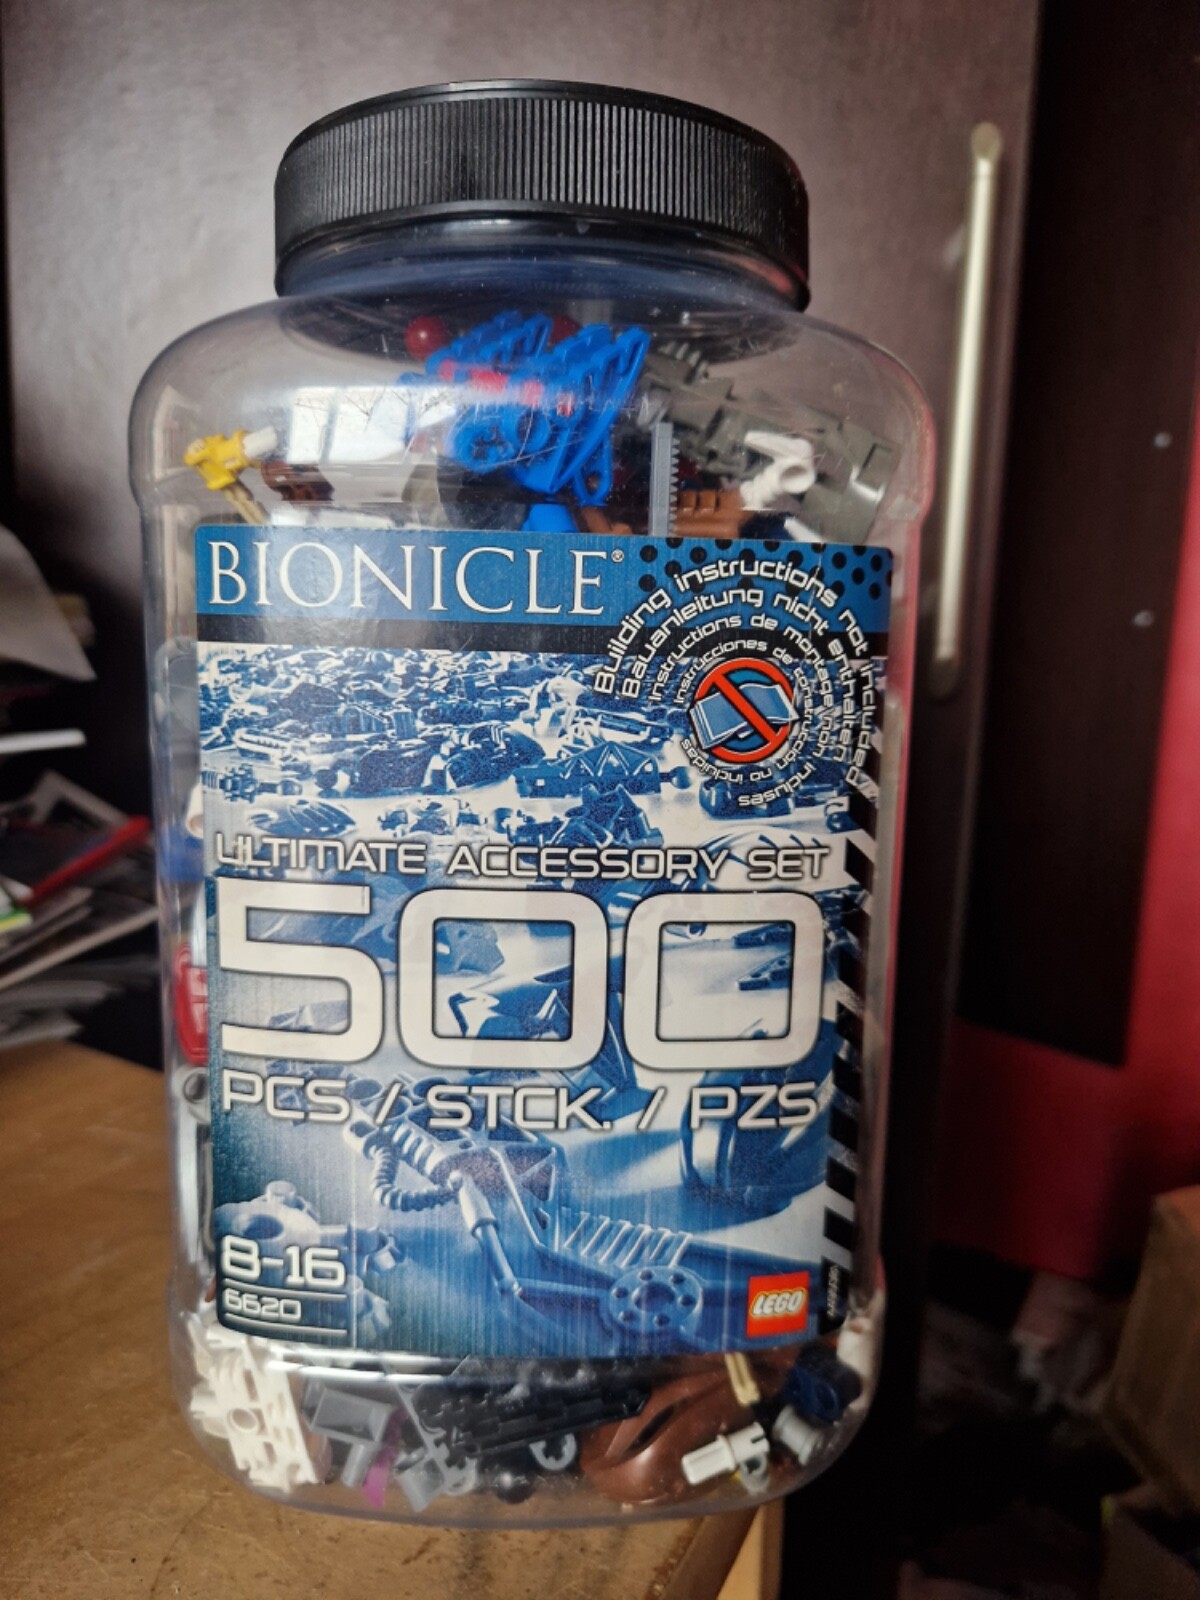 BIONICLE®
Building instructions not included
Bauanleitung nicht enthalten
Instructions de montage non incluses
Instrucciones de construcción no incluidas
ULTIMATE ACCESSORY SET
500
PCS / STCK. / PZS
8-16
6620
LEGO